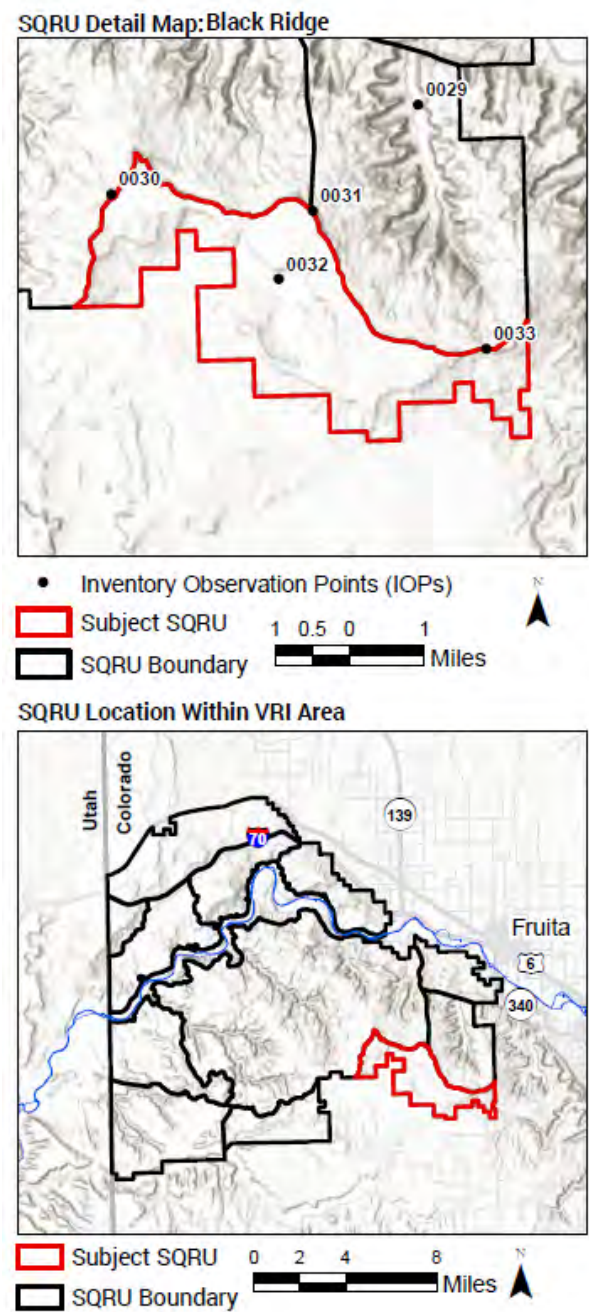 SQRU Detail Map: Black Ridge
0029
0030
0031
0032
0033
Inventory Observation Points (IOPs)
N
Subject SQRU
1 0.5 0 1
SQRU Boundary
Miles
SQRU Location Within VRI Area
Utah
Colorado
139
70
Fruita
6
340
Subject SQRU
0 2 4 8
N
SQRU Boundary
Miles